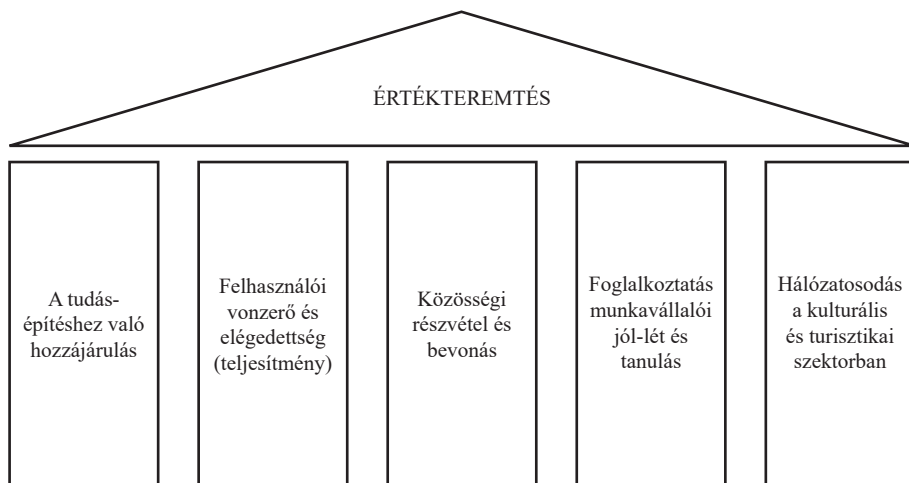 ÉRTÉKTEREMTÉS
A tudás-
építéshez való
hozzájárulás
Felhasználói
vonzerő és
elégedettség
(teljesítmény)
Közösségi
részvétel és
bevonás
Foglalkoztatás
munkavállalói
jól-lét és
tanulás
Hálózatosodás
a kulturális
és turisztikai
szektorban